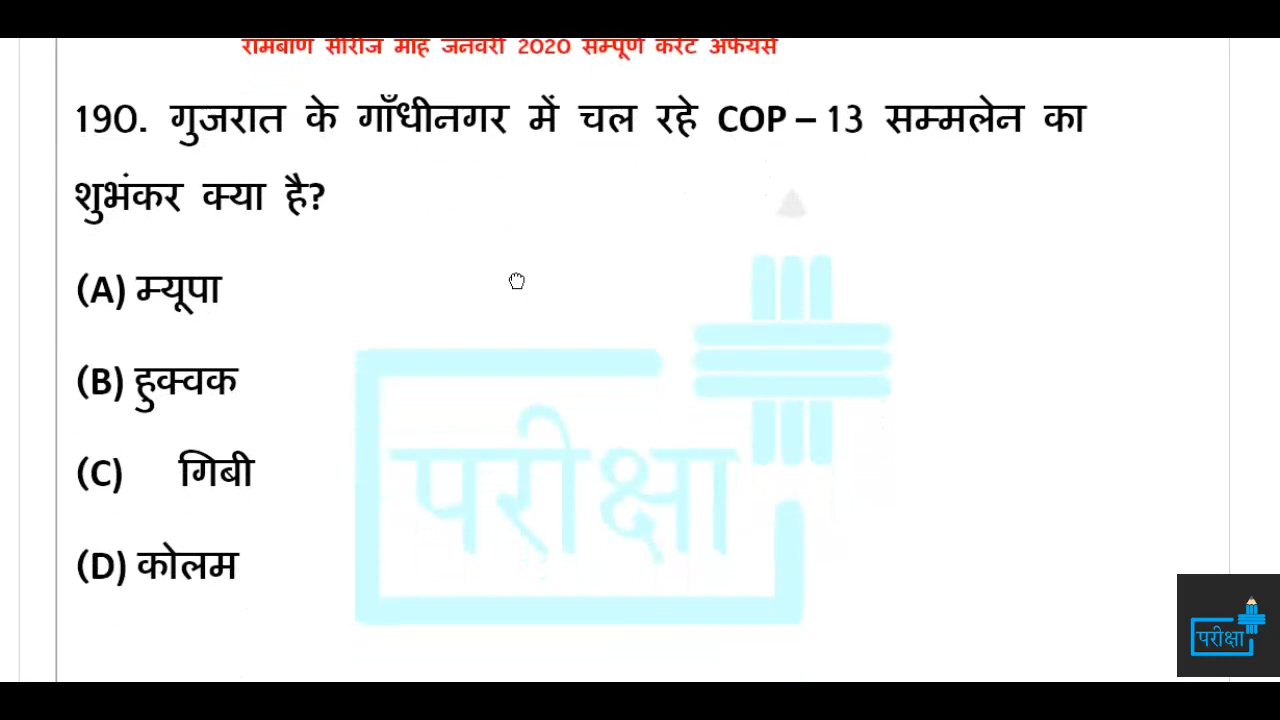 रामबाण सीरीज माह जनवरी 2020 सम्पूर्ण करेंट अफेयर्स
190. गुजरात के गाँधीनगर में चल रहे COP – 13 सम्मलेन का
शुभंकर क्या है?
(A) म्यूपा
(B) हुक्वक
(C) गिबी
(D) कोलम
परीक्षा
परीक्षा